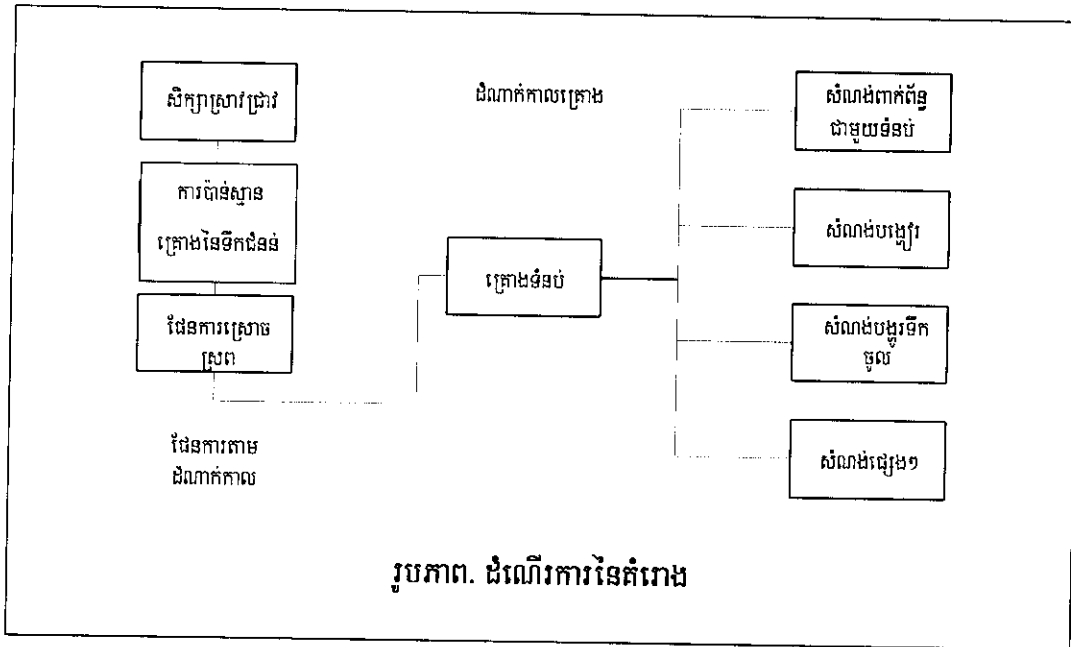 សិក្សាស្រាវជ្រាវ
ការប៉ាន់ស្មាន
គ្រោងនៃទឹកជំនន់
ផែនការស្រោច
ស្រព
ផែនការតាម
ដំណាក់កាល
ដំណាក់កាលគ្រោង
គ្រោងទំនប់
សំណង់ពាក់ព័ន្ធ
ជាមួយទំនប់
សំណង់បង្ហៀរ
សំណង់បង្ហូរទឹក
ចូល
សំណង់ផ្សេងៗ
រូបភាព. ដំណើរការនៃគំរោង